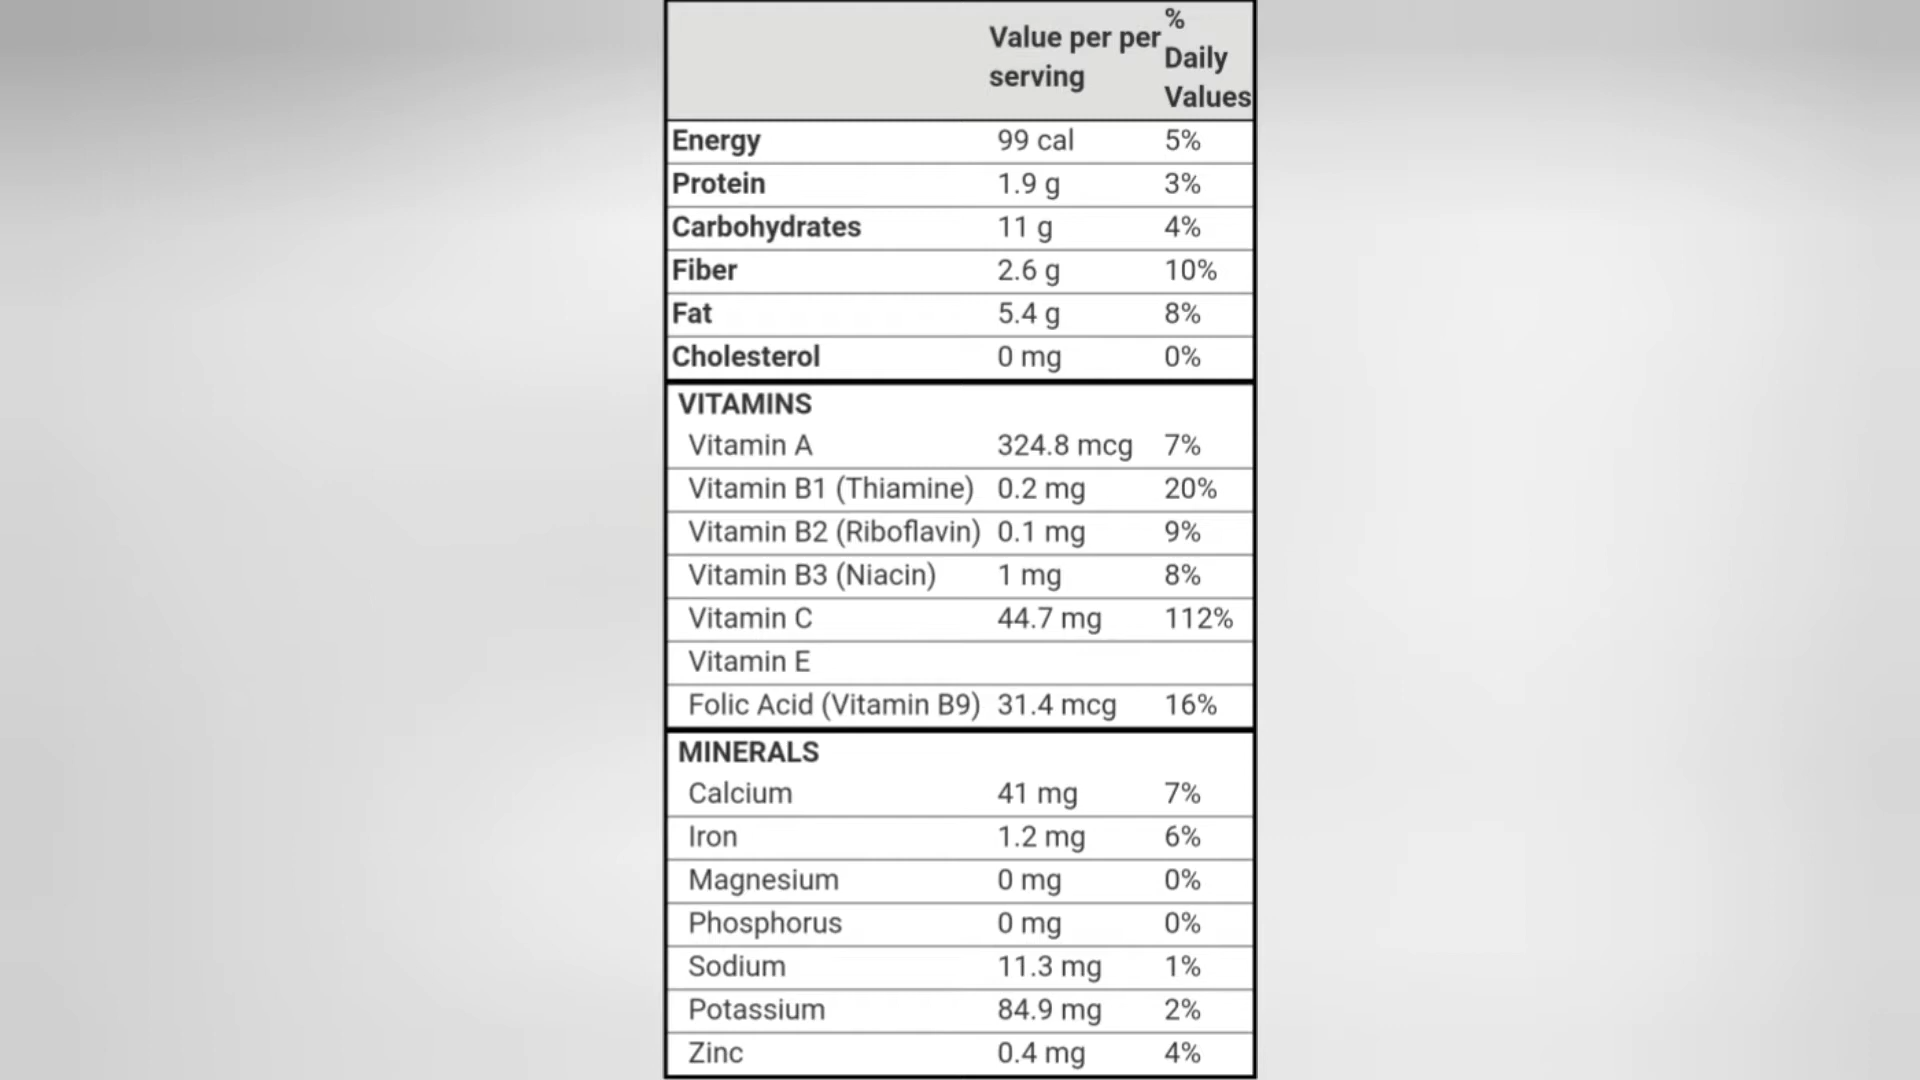 Value per per serving % Daily Values
Energy 99 cal 5%
Protein 1.9 g 3%
Carbohydrates 11 g 4%
Fiber 2.6 g 10%
Fat 5.4 g 8%
Cholesterol 0 mg 0%
VITAMINS
Vitamin A 324.8 mcg 7%
Vitamin B1 (Thiamine) 0.2 mg 20%
Vitamin B2 (Riboflavin) 0.1 mg 9%
Vitamin B3 (Niacin) 1 mg 8%
Vitamin C 44.7 mg 112%
Vitamin E
Folic Acid (Vitamin B9) 31.4 mcg 16%
MINERALS
Calcium 41 mg 7%
Iron 1.2 mg 6%
Magnesium 0 mg 0%
Phosphorus 0 mg 0%
Sodium 11.3 mg 1%
Potassium 84.9 mg 2%
Zinc 0.4 mg 4%